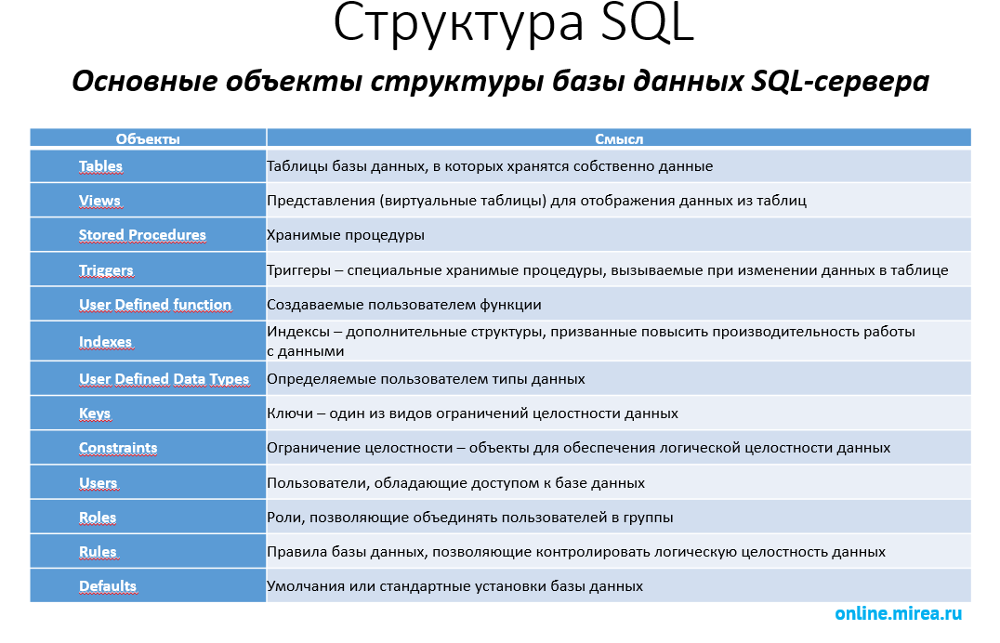 Структура SQL
Основные объекты структуры базы данных SQL-сервера
Объекты Смысл
Tables Таблицы базы данных, в которых хранятся собственно данные
Views Представления (виртуальные таблицы) для отображения данных из таблиц
Stored Procedures Хранимые процедуры
Triggers Триггеры – специальные хранимые процедуры, вызываемые при изменении данных в таблице
User Defined function Создаваемые пользователем функции
Indexes Индексы – дополнительные структуры, призванные повысить производительность работы
с данными
User Defined Data Types Определяемые пользователем типы данных
Keys Ключи – один из видов ограничений целостности данных
Constraints Ограничение целостности – объекты для обеспечения логической целостности данных
Users Пользователи, обладающие доступом к базе данных
Roles Роли, позволяющие объединять пользователей в группы
Rules Правила базы данных, позволяющие контролировать логическую целостность данных
Defaults Умолчания или стандартные установки базы данных
online.mirea.ru